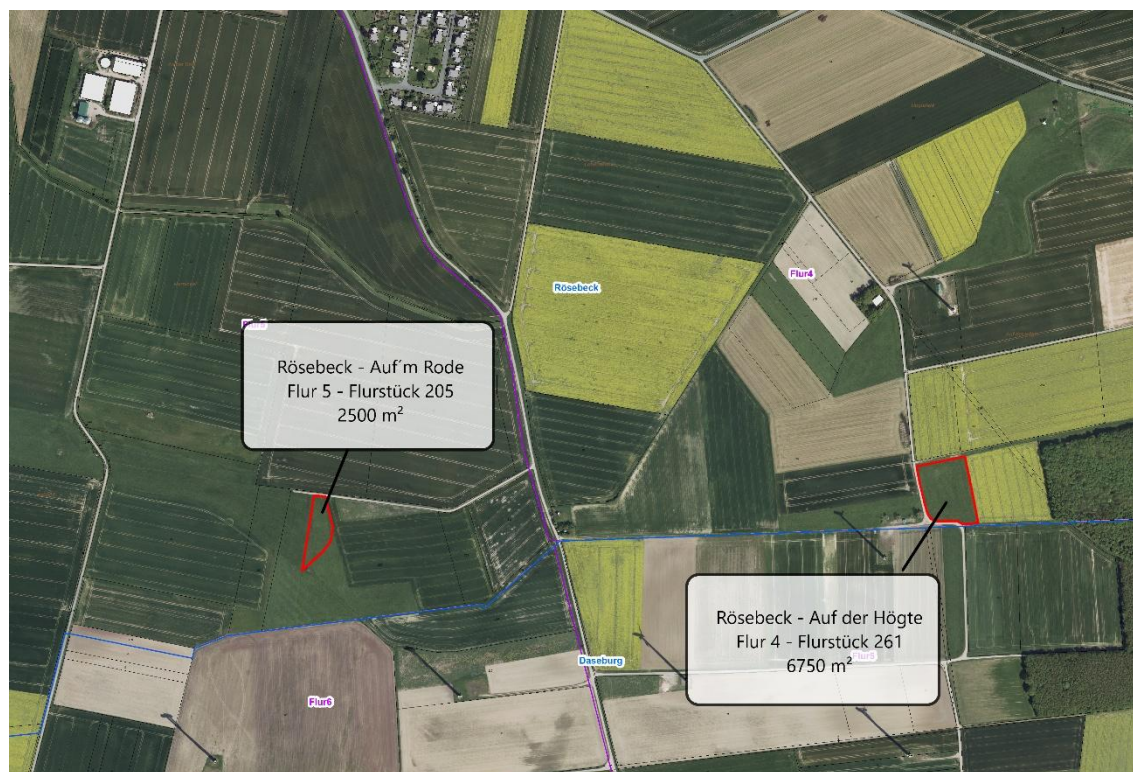 Rösebeck
Flur4
Rösebeck - Auf´m Rode
Flur 5 - Flurstück 205
2500 m²
Rösebeck - Auf der Högte
Flur 4 - Flurstück 261
6750 m²
Daseburg
Flur6